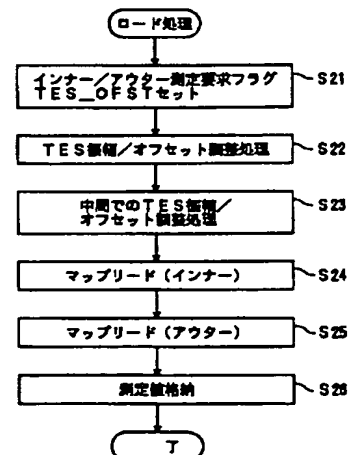 ロード処理
インナー／アウター測定要求フラグ
TES_OFSTセット
S21
TES振幅／オフセット調整処理
S22
中間でのTES振幅／
オフセット調整処理
S23
マップリード（インナー）
S24
マップリード（アウター）
S25
測定値格納
S26
了